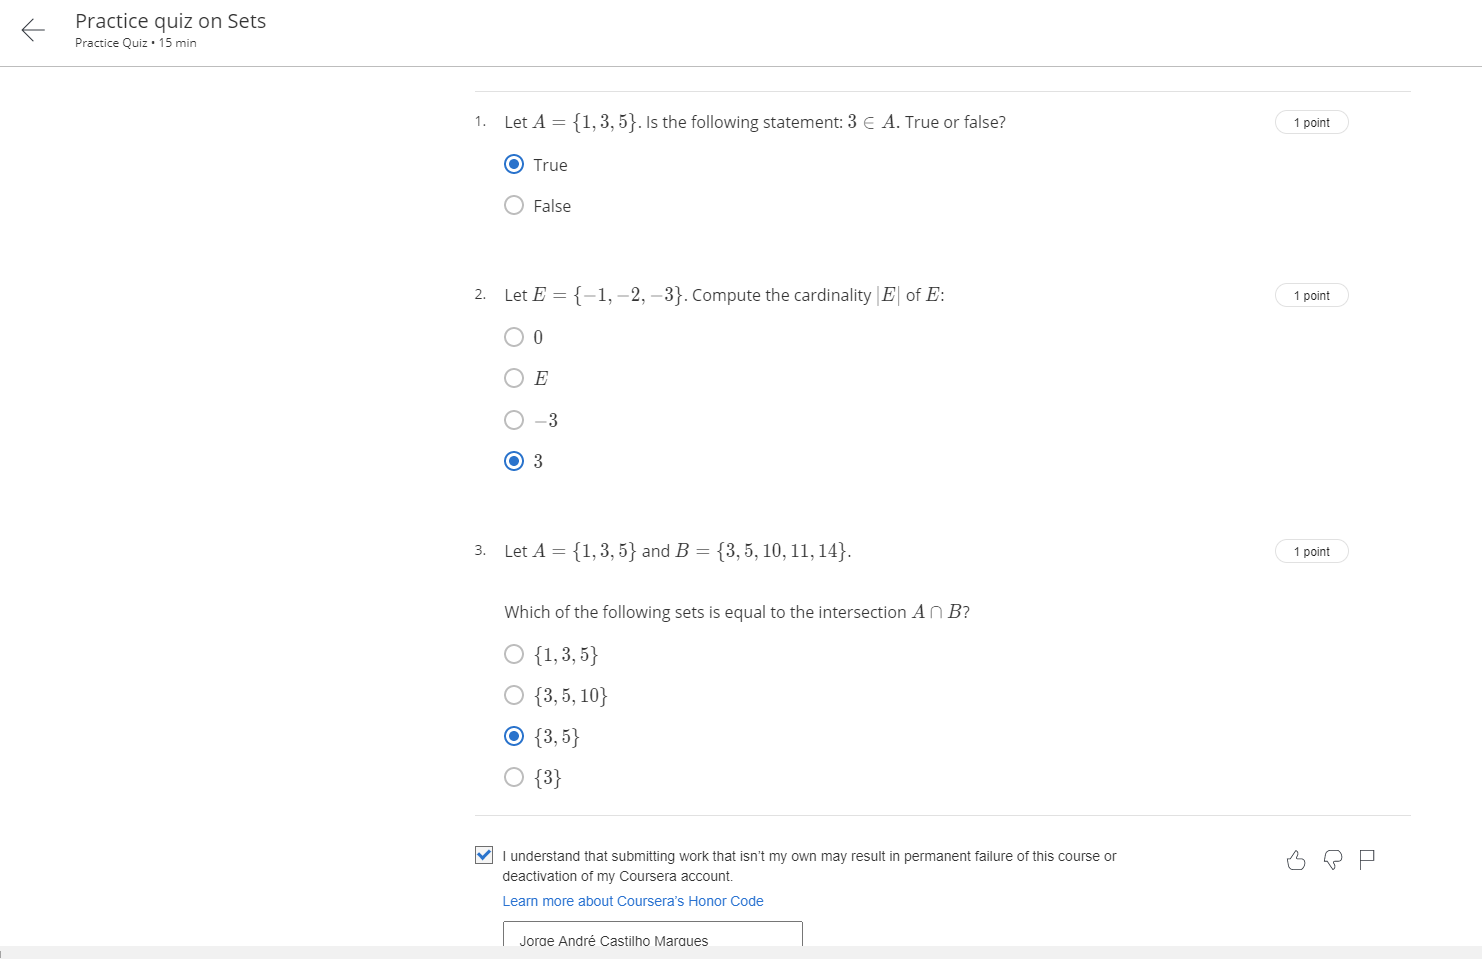 Practice quiz on Sets
Practice Quiz • 15 min
1. Let A = {1, 3, 5}. Is the following statement: 3 ∈ A. True or false?
1 point
True
False
2. Let E = {−1, −2, −3}. Compute the cardinality |E| of E:
1 point
0
E
−3
3
3. Let A = {1, 3, 5} and B = {3, 5, 10, 11, 14}.
1 point
Which of the following sets is equal to the intersection A ∩ B?
{1, 3, 5}
{3, 5, 10}
{3, 5}
{3}
I understand that submitting work that isn't my own may result in permanent failure of this course or
deactivation of my Coursera account.
Learn more about Coursera's Honor Code
Jorge André Castilho Marques